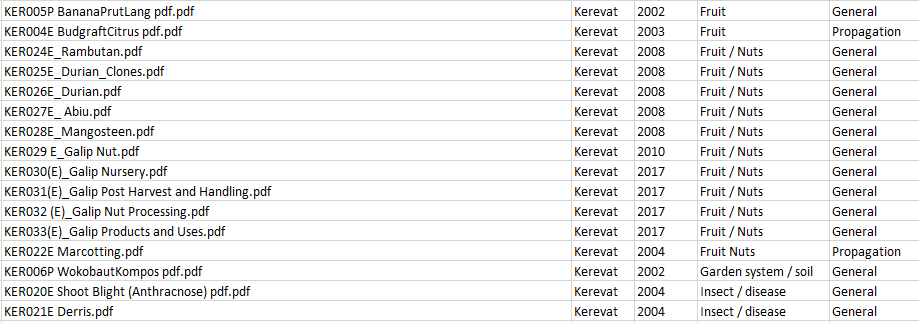 KER005P BananaPrutLang pdf.pdf Kerevat 2002 Fruit General
KER004E BudgraftCitrus pdf.pdf Kerevat 2003 Fruit Propagation
KER024E_Rambutan.pdf Kerevat 2008 Fruit / Nuts General
KER025E_Durian_Clones.pdf Kerevat 2008 Fruit / Nuts General
KER026E_Durian.pdf Kerevat 2008 Fruit / Nuts General
KER027E_ Abiu.pdf Kerevat 2008 Fruit / Nuts General
KER028E_Mangosteen.pdf Kerevat 2008 Fruit / Nuts General
KER029 E_Galip Nut.pdf Kerevat 2010 Fruit / Nuts General
KER030(E)_Galip Nursery.pdf Kerevat 2017 Fruit / Nuts General
KER031(E)_Galip Post Harvest and Handling.pdf Kerevat 2017 Fruit / Nuts General
KER032 (E)_Galip Nut Processing.pdf Kerevat 2017 Fruit / Nuts General
KER033(E)_Galip Products and Uses.pdf Kerevat 2017 Fruit / Nuts General
KER022E Marcotting.pdf Kerevat 2004 Fruit Nuts Propagation
KER006P WokobautKompos pdf.pdf Kerevat 2002 Garden system / soil General
KER020E Shoot Blight (Anthracnose) pdf.pdf Kerevat 2004 Insect / disease General
KER021E Derris.pdf Kerevat 2004 Insect / disease General